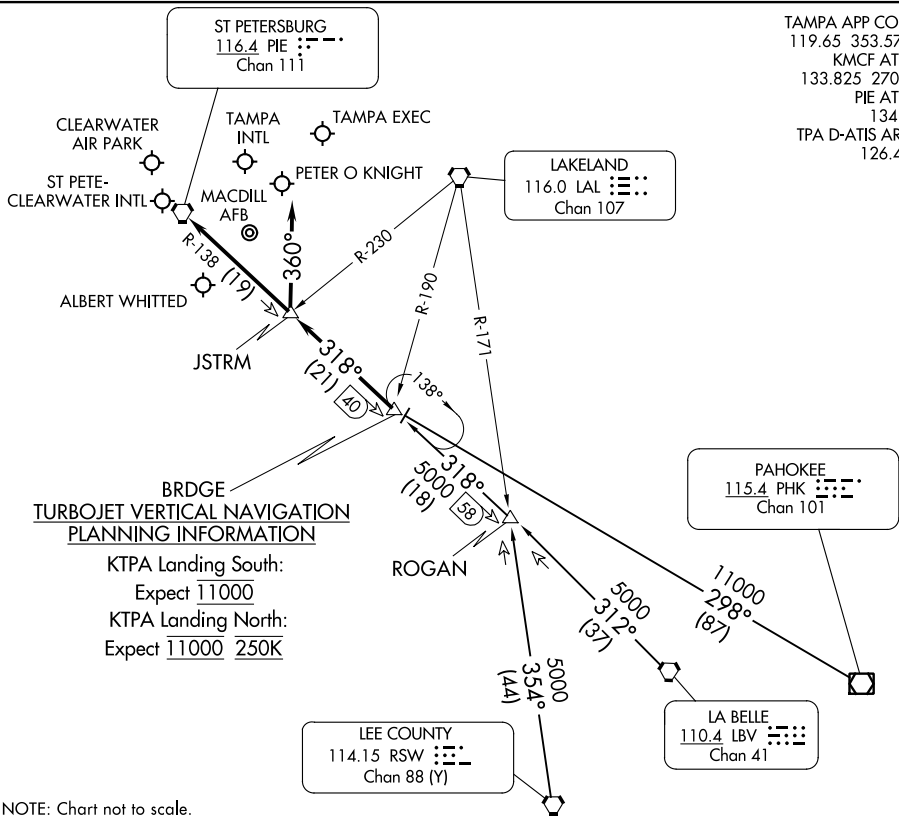 ST PETERSBURG
116.4 PIE
Chan 111
TAMPA APP CO
119.65 353.57
KMCF AT
133.825 270
PIE AT
134
TPA D-ATIS AR
126.4
CLEARWATER
AIR PARK
TAMPA
INTL
TAMPA EXEC
ST PETE-
CLEARWATER INTL
MACDILL
AFB
PETER O KNIGHT
LAKELAND
116.0 LAL
Chan 107
R-138
(19)
360°
R-230
R-190
R-171
ALBERT WHITTED
JSTRM
318°
(21)
40
138°
318°
5000
(18)
58
BRDGE
TURBOJET VERTICAL NAVIGATION
PLANNING INFORMATION
KTPA Landing South:
Expect 11000
KTPA Landing North:
Expect 11000 250K
ROGAN
PAHOKEE
115.4 PHK
Chan 101
11000
298°
(87)
5000
312°
(37)
5000
354°
(44)
LA BELLE
110.4 LBV
Chan 41
LEE COUNTY
114.15 RSW
Chan 88 (Y)
NOTE: Chart not to scale.